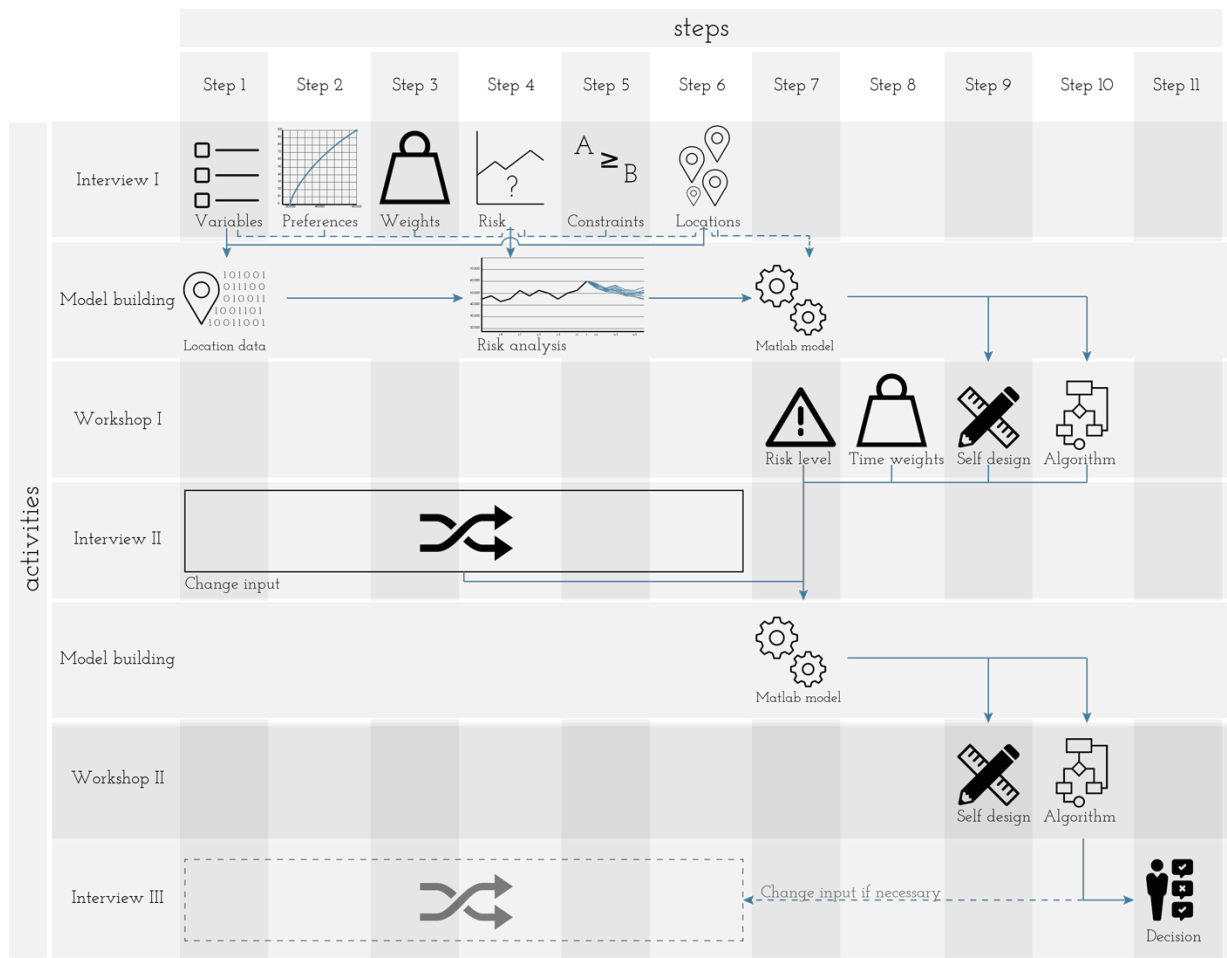 steps
Step 1 Step 2 Step 3 Step 4 Step 5 Step 6 Step 7 Step 8 Step 9 Step 10 Step 11
activities
Interview I
?
A ≥ B
Variables Preferences Weights Risk Constraints Locations
Model building
101001
011100
010011
1001101
10011001
Location data
Risk analysis
Matlab model
Workshop I
Risk level Time weights Self design Algorithm
Interview II
Change input
Model building
Matlab model
Workshop II
Self design Algorithm
Interview III
Change input if necessary
Decision